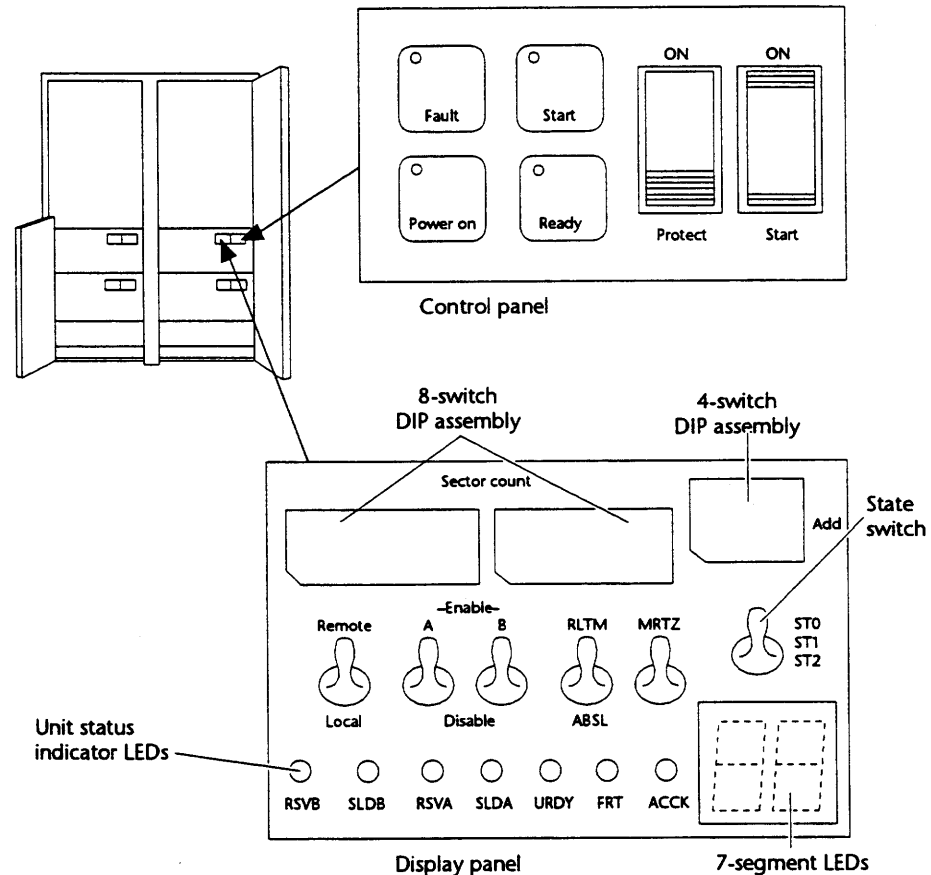 ON ON
Fault Start
Power on Ready
Protect Start
Control panel
8-switch
DIP assembly
4-switch
DIP assembly
Sector count
Add
State
switch
–Enable–
Remote A B RLTM MRTZ
ST0
ST1
ST2
Local Disable ABSL
Unit status
indicator LEDs
RSVB SLDB RSVA SLDA URDY FRT ACCK
Display panel
7-segment LEDs